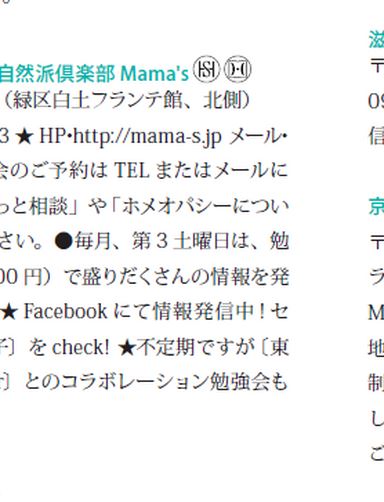 自然派倶楽部 Mama's
（緑区白土フランテ館、北側）
3 ★ HP・http://mama-s.jp メール・
会のご予約は TEL またはメールに
っと相談」や「ホメオパシーについ
さい。●毎月、第 3 土曜日は、勉
00 円）で盛りだくさんの情報を発
★ Facebook にて情報発信中！セ
子〕を check! ★不定期ですが〔東
〕とのコラボレーション勉強会も
滋
〒
09
信
京
〒
ラ
M
地
制
し
ご